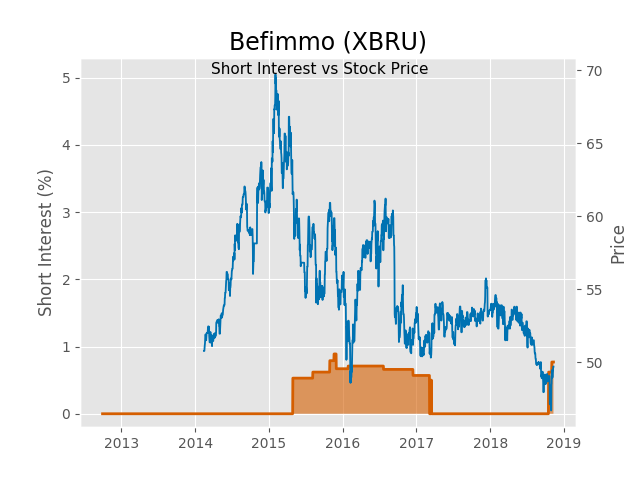 Befimmo (XBRU)
Short Interest vs Stock Price
Short Interest (%)
5
4
3
2
1
0
70
65
60
55
50
Price
2013 2014 2015 2016 2017 2018 2019